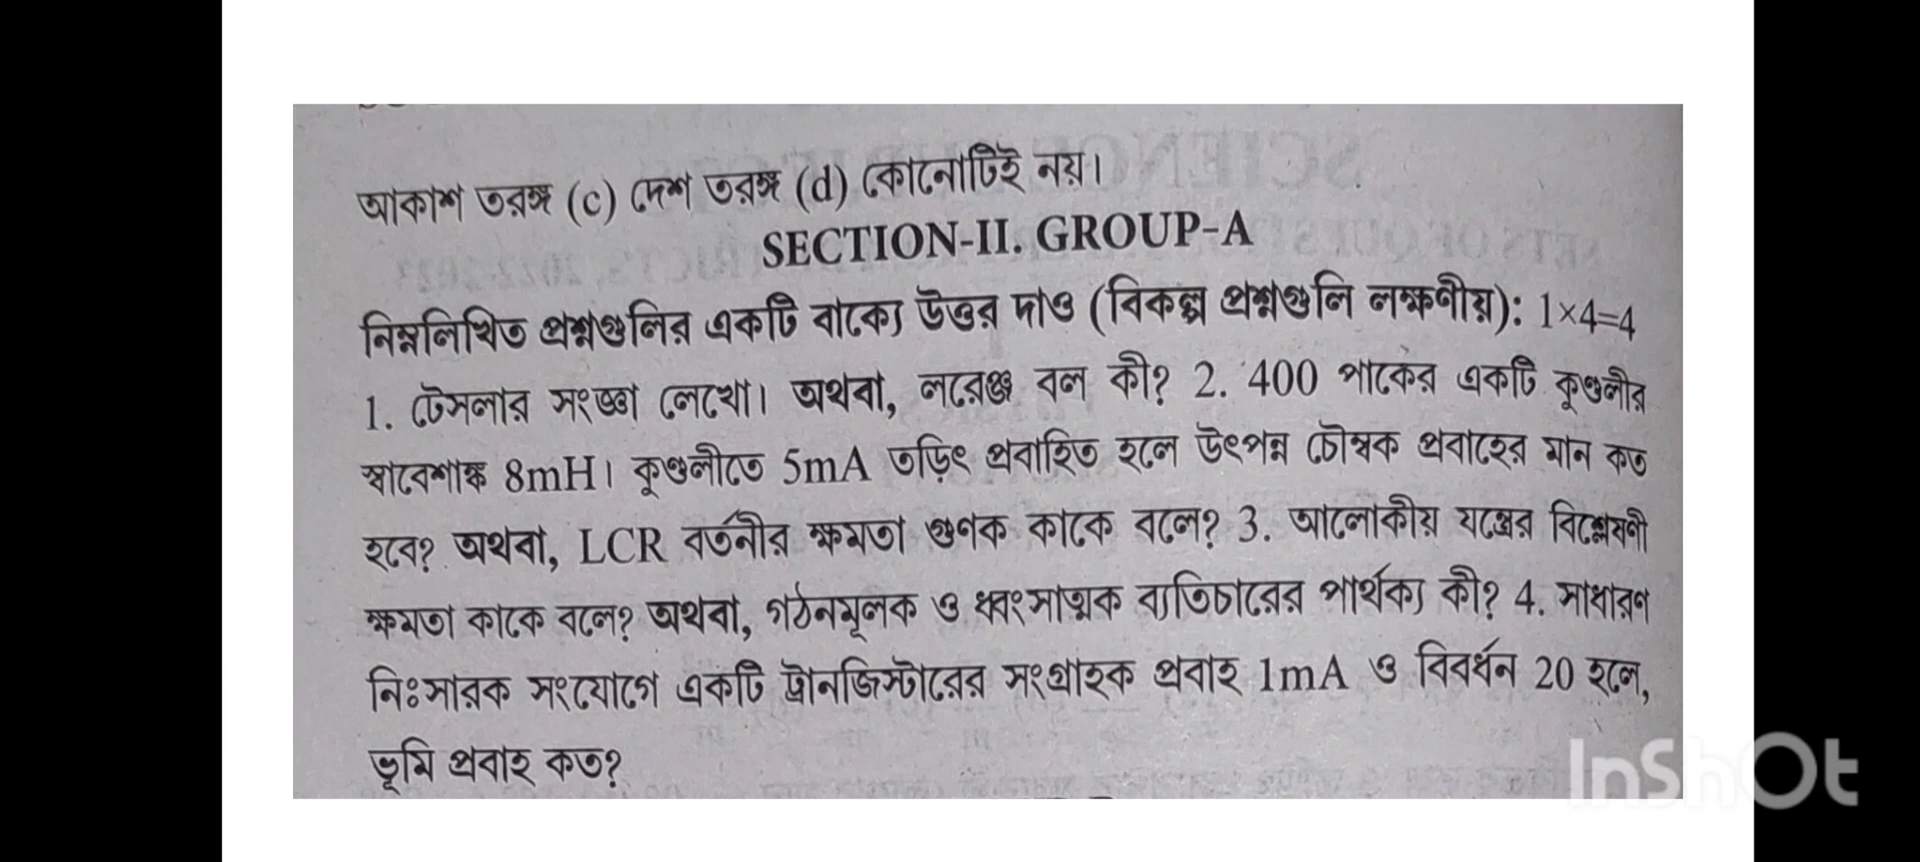 আকাশ তরঙ্গ (c) দেশ তরঙ্গ (d) কোনোটিই নয়।
SECTION-II. GROUP-A
নিম্নলিখিত প্রশ্নগুলির একটি বাক্যে উত্তর দাও (বিকল্প প্রশ্নগুলি লক্ষণীয়): 1×4=4
1. টেসলার সংজ্ঞা লেখো। অথবা, লরেঞ্জ বল কী? 2. 400 পাকের একটি কুণ্ডলীর
স্বাবেশাঙ্ক 8mH। কুণ্ডলীতে 5mA তড়িৎ প্রবাহিত হলে উৎপন্ন চৌম্বক প্রবাহের মান কত
হবে? অথবা, LCR বর্তনীর ক্ষমতা গুণক কাকে বলে? 3. আলোকীয় যন্ত্রের বিশ্লেষণী
ক্ষমতা কাকে বলে? অথবা, গঠনমূলক ও ধ্বংসাত্মক ব্যতিচারের পার্থক্য কী? 4. সাধারণ
নিঃসারক সংযোগে একটি ট্রানজিস্টারের সংগ্রাহক প্রবাহ 1mA ও বিবর্ধন 20 হলে,
ভূমি প্রবাহ কত?
InShOt